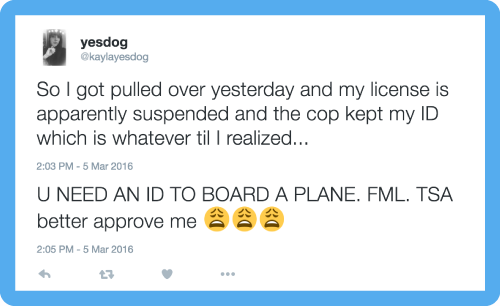 yesdog
@kaylayesdog
So I got pulled over yesterday and my license is
apparently suspended and the cop kept my ID
which is whatever til I realized...
2:03 PM - 5 Mar 2016
U NEED AN ID TO BOARD A PLANE. FML. TSA
better approve me 😩😩😩
2:05 PM - 5 Mar 2016